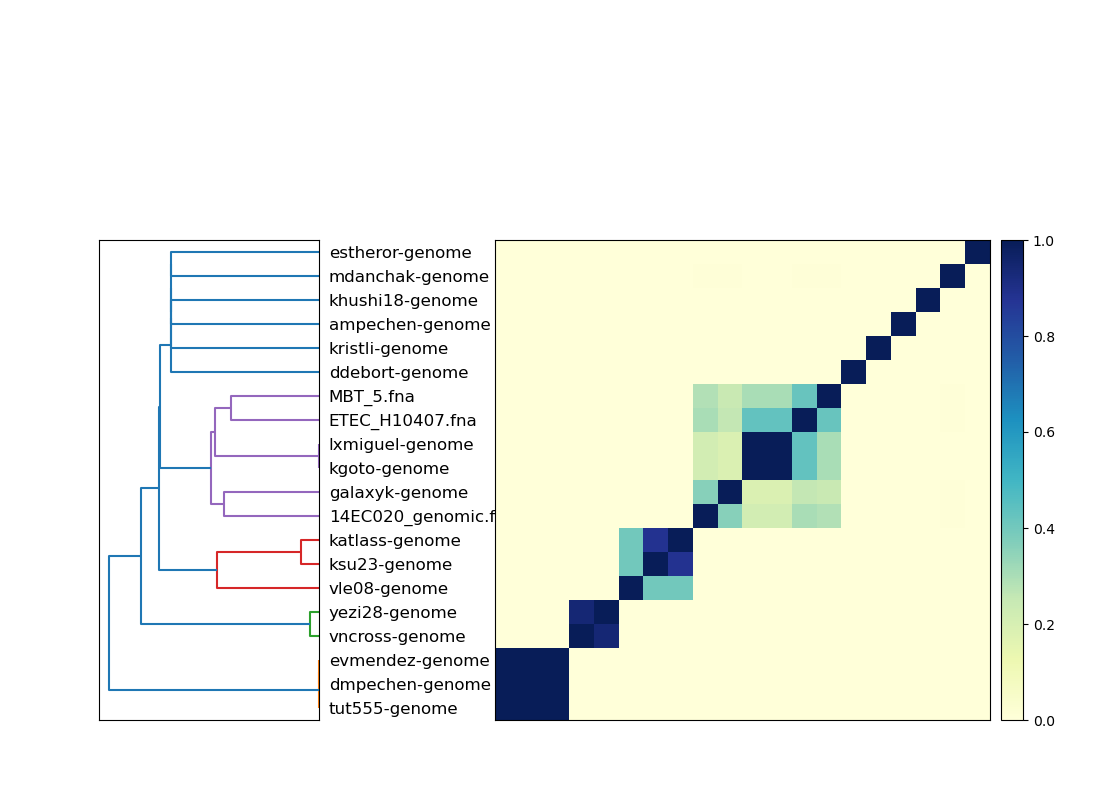 estheror-genome
mdanchak-genome
khushi18-genome
ampechen-genome
kristli-genome
ddebort-genome
MBT_5.fna
ETEC_H10407.fna
lxmiguel-genome
kgoto-genome
galaxyk-genome
14EC020_genomic.f
katlass-genome
ksu23-genome
vle08-genome
yezi28-genome
vncross-genome
evmendez-genome
dmpechen-genome
tut555-genome
1.0
0.8
0.6
0.4
0.2
0.0